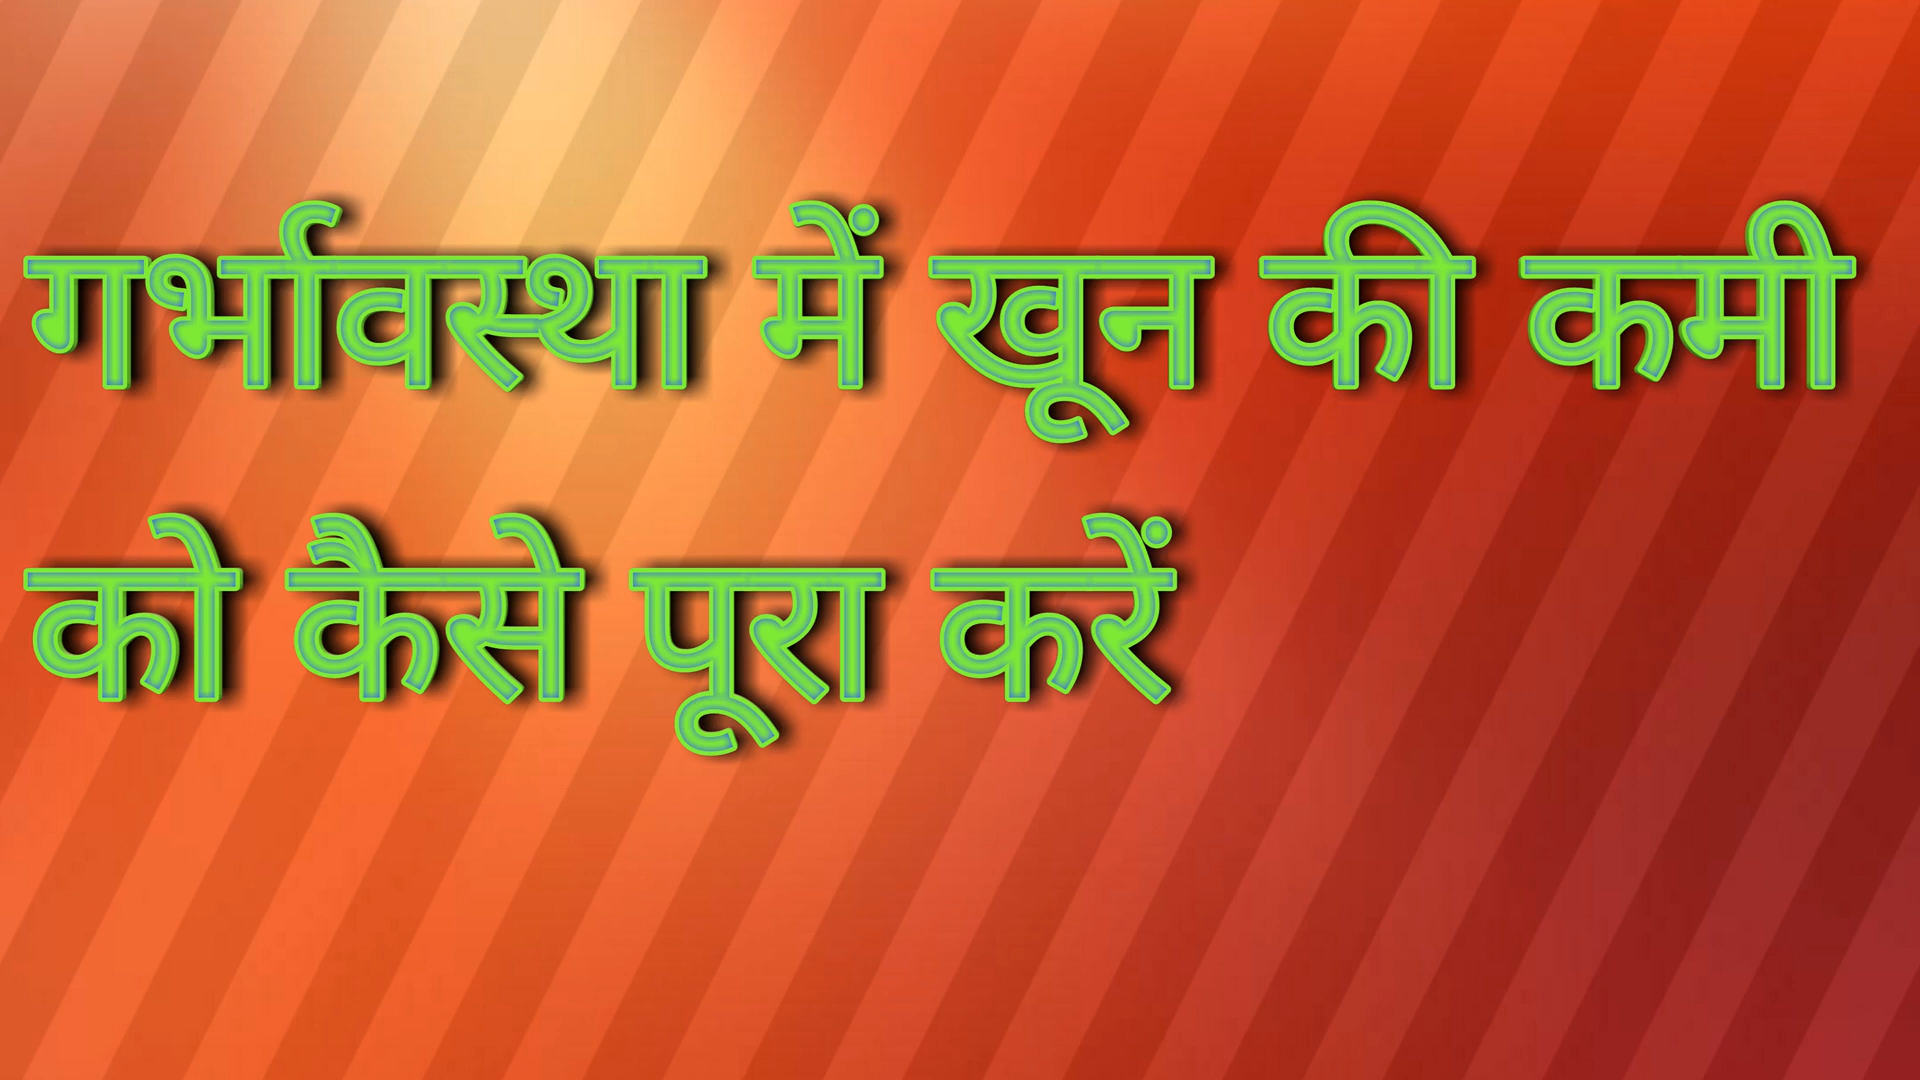 गर्भावस्था में खून की कमी
को कैसे पूरा करें